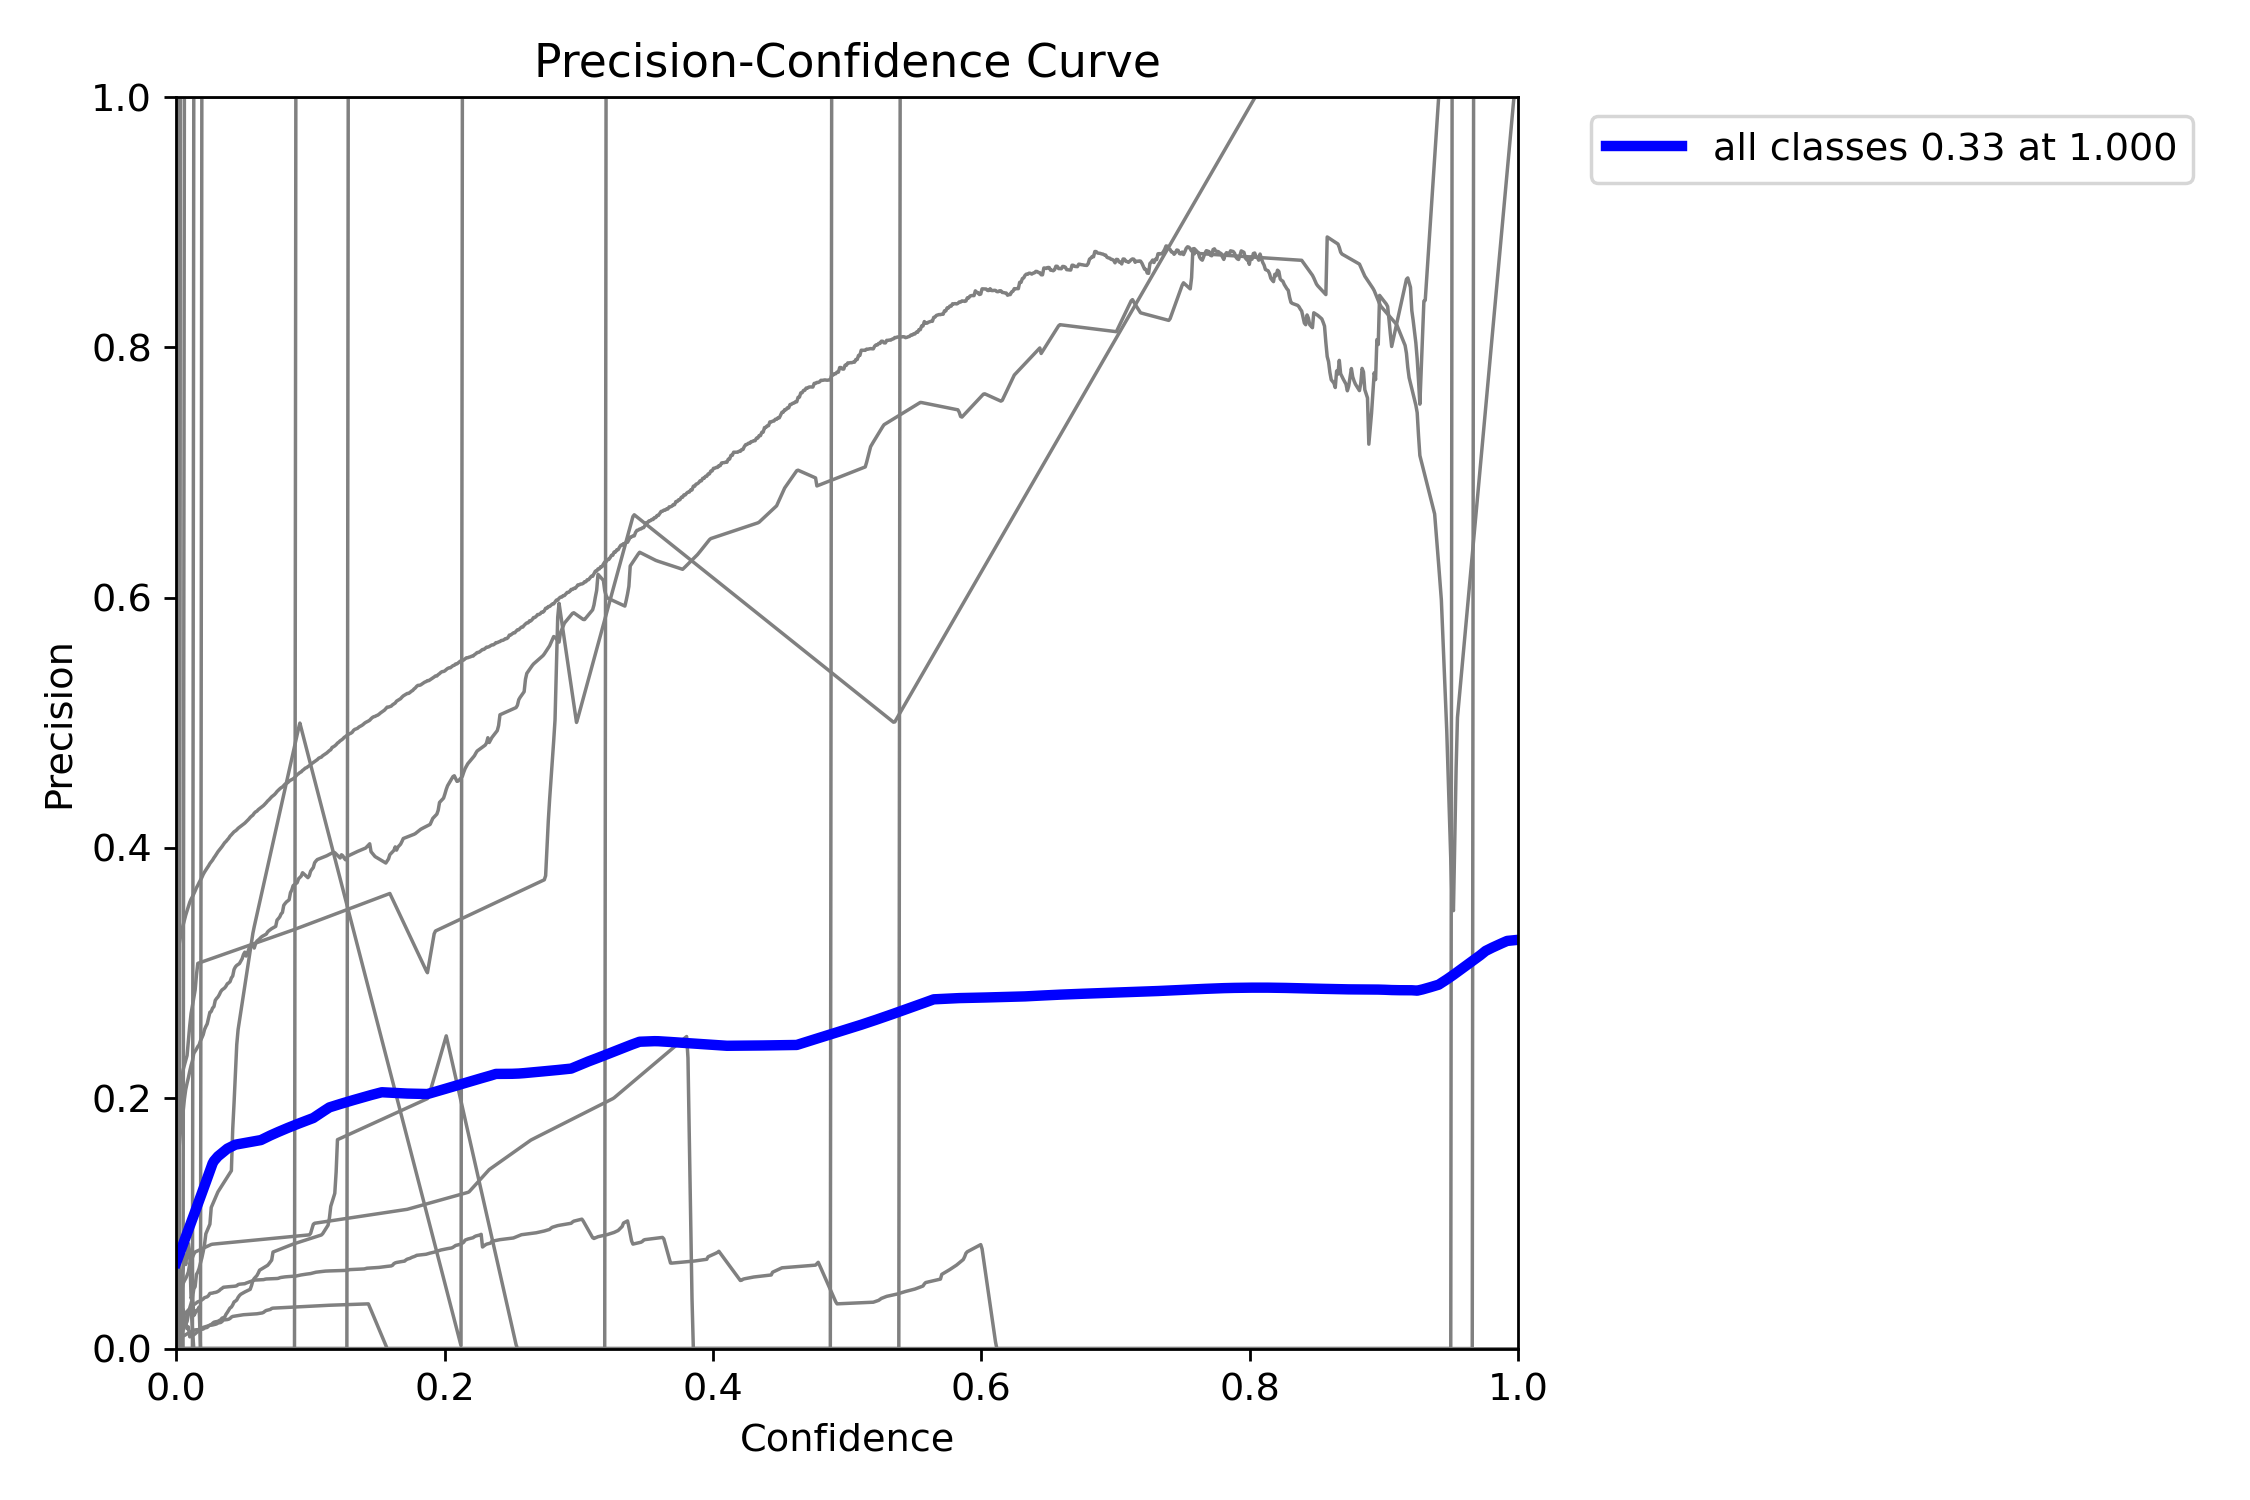 Precision-Confidence Curve
all classes 0.33 at 1.000
Precision
1.0
0.8
0.6
0.4
0.2
0.0
0.0 0.2 0.4 0.6 0.8 1.0
Confidence